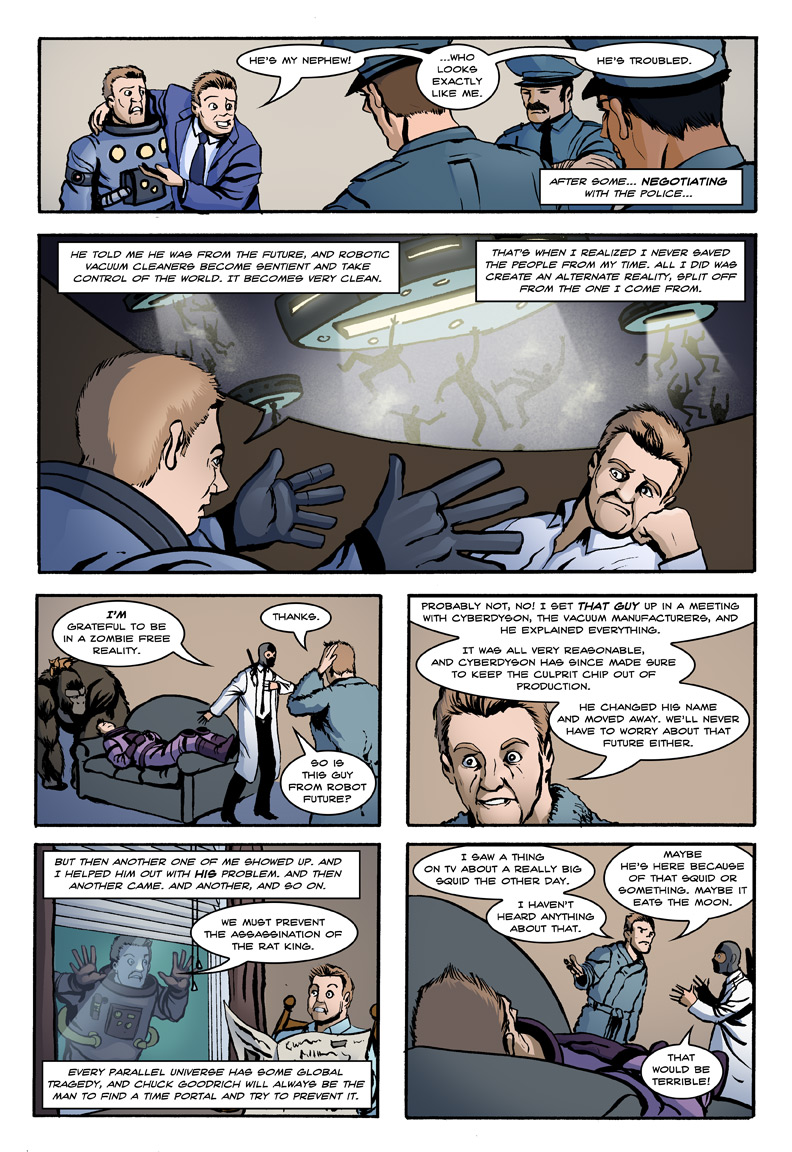 HE'S MY NEPHEW!
...WHO
LOOKS
EXACTLY
LIKE ME.
HE'S TROUBLED.
AFTER SOME... NEGOTIATING
WITH THE POLICE...
HE TOLD ME HE WAS FROM THE FUTURE, AND ROBOTIC
VACUUM CLEANERS BECOME SENTIENT AND TAKE
CONTROL OF THE WORLD. IT BECOMES VERY CLEAN.
THAT'S WHEN I REALIZED I NEVER SAVED
THE PEOPLE FROM MY TIME. ALL I DID WAS
CREATE AN ALTERNATE REALITY, SPLIT OFF
FROM THE ONE I COME FROM.
I'M
GRATEFUL TO BE
IN A ZOMBIE FREE
REALITY.
THANKS.
SO IS
THIS GUY
FROM ROBOT
FUTURE?
PROBABLY NOT, NO! I SET THAT GUY UP IN A MEETING
WITH CYBERDYSON, THE VACUUM MANUFACTURERS, AND
HE EXPLAINED EVERYTHING.
IT WAS ALL VERY REASONABLE,
AND CYBERDYSON HAS SINCE MADE SURE
TO KEEP THE CULPRIT CHIP OUT OF
PRODUCTION.
HE CHANGED HIS NAME
AND MOVED AWAY. WE'LL NEVER
HAVE TO WORRY ABOUT THAT
FUTURE EITHER.
BUT THEN ANOTHER ONE OF ME SHOWED UP. AND
I HELPED HIM OUT WITH HIS PROBLEM. AND THEN
ANOTHER CAME. AND ANOTHER, AND SO ON.
WE MUST PREVENT
THE ASSASSINATION OF
THE RAT KING.
EVERY PARALLEL UNIVERSE HAS SOME GLOBAL
TRAGEDY, AND CHUCK GOODRICH WILL ALWAYS BE THE
MAN TO FIND A TIME PORTAL AND TRY TO PREVENT IT.
I SAW A THING
ON TV ABOUT A REALLY BIG
SQUID THE OTHER DAY.
I HAVEN'T
HEARD ANYTHING
ABOUT THAT.
MAYBE
HE'S HERE BECAUSE
OF THAT SQUID OR
SOMETHING. MAYBE IT
EATS THE MOON.
THAT
WOULD BE
TERRIBLE!